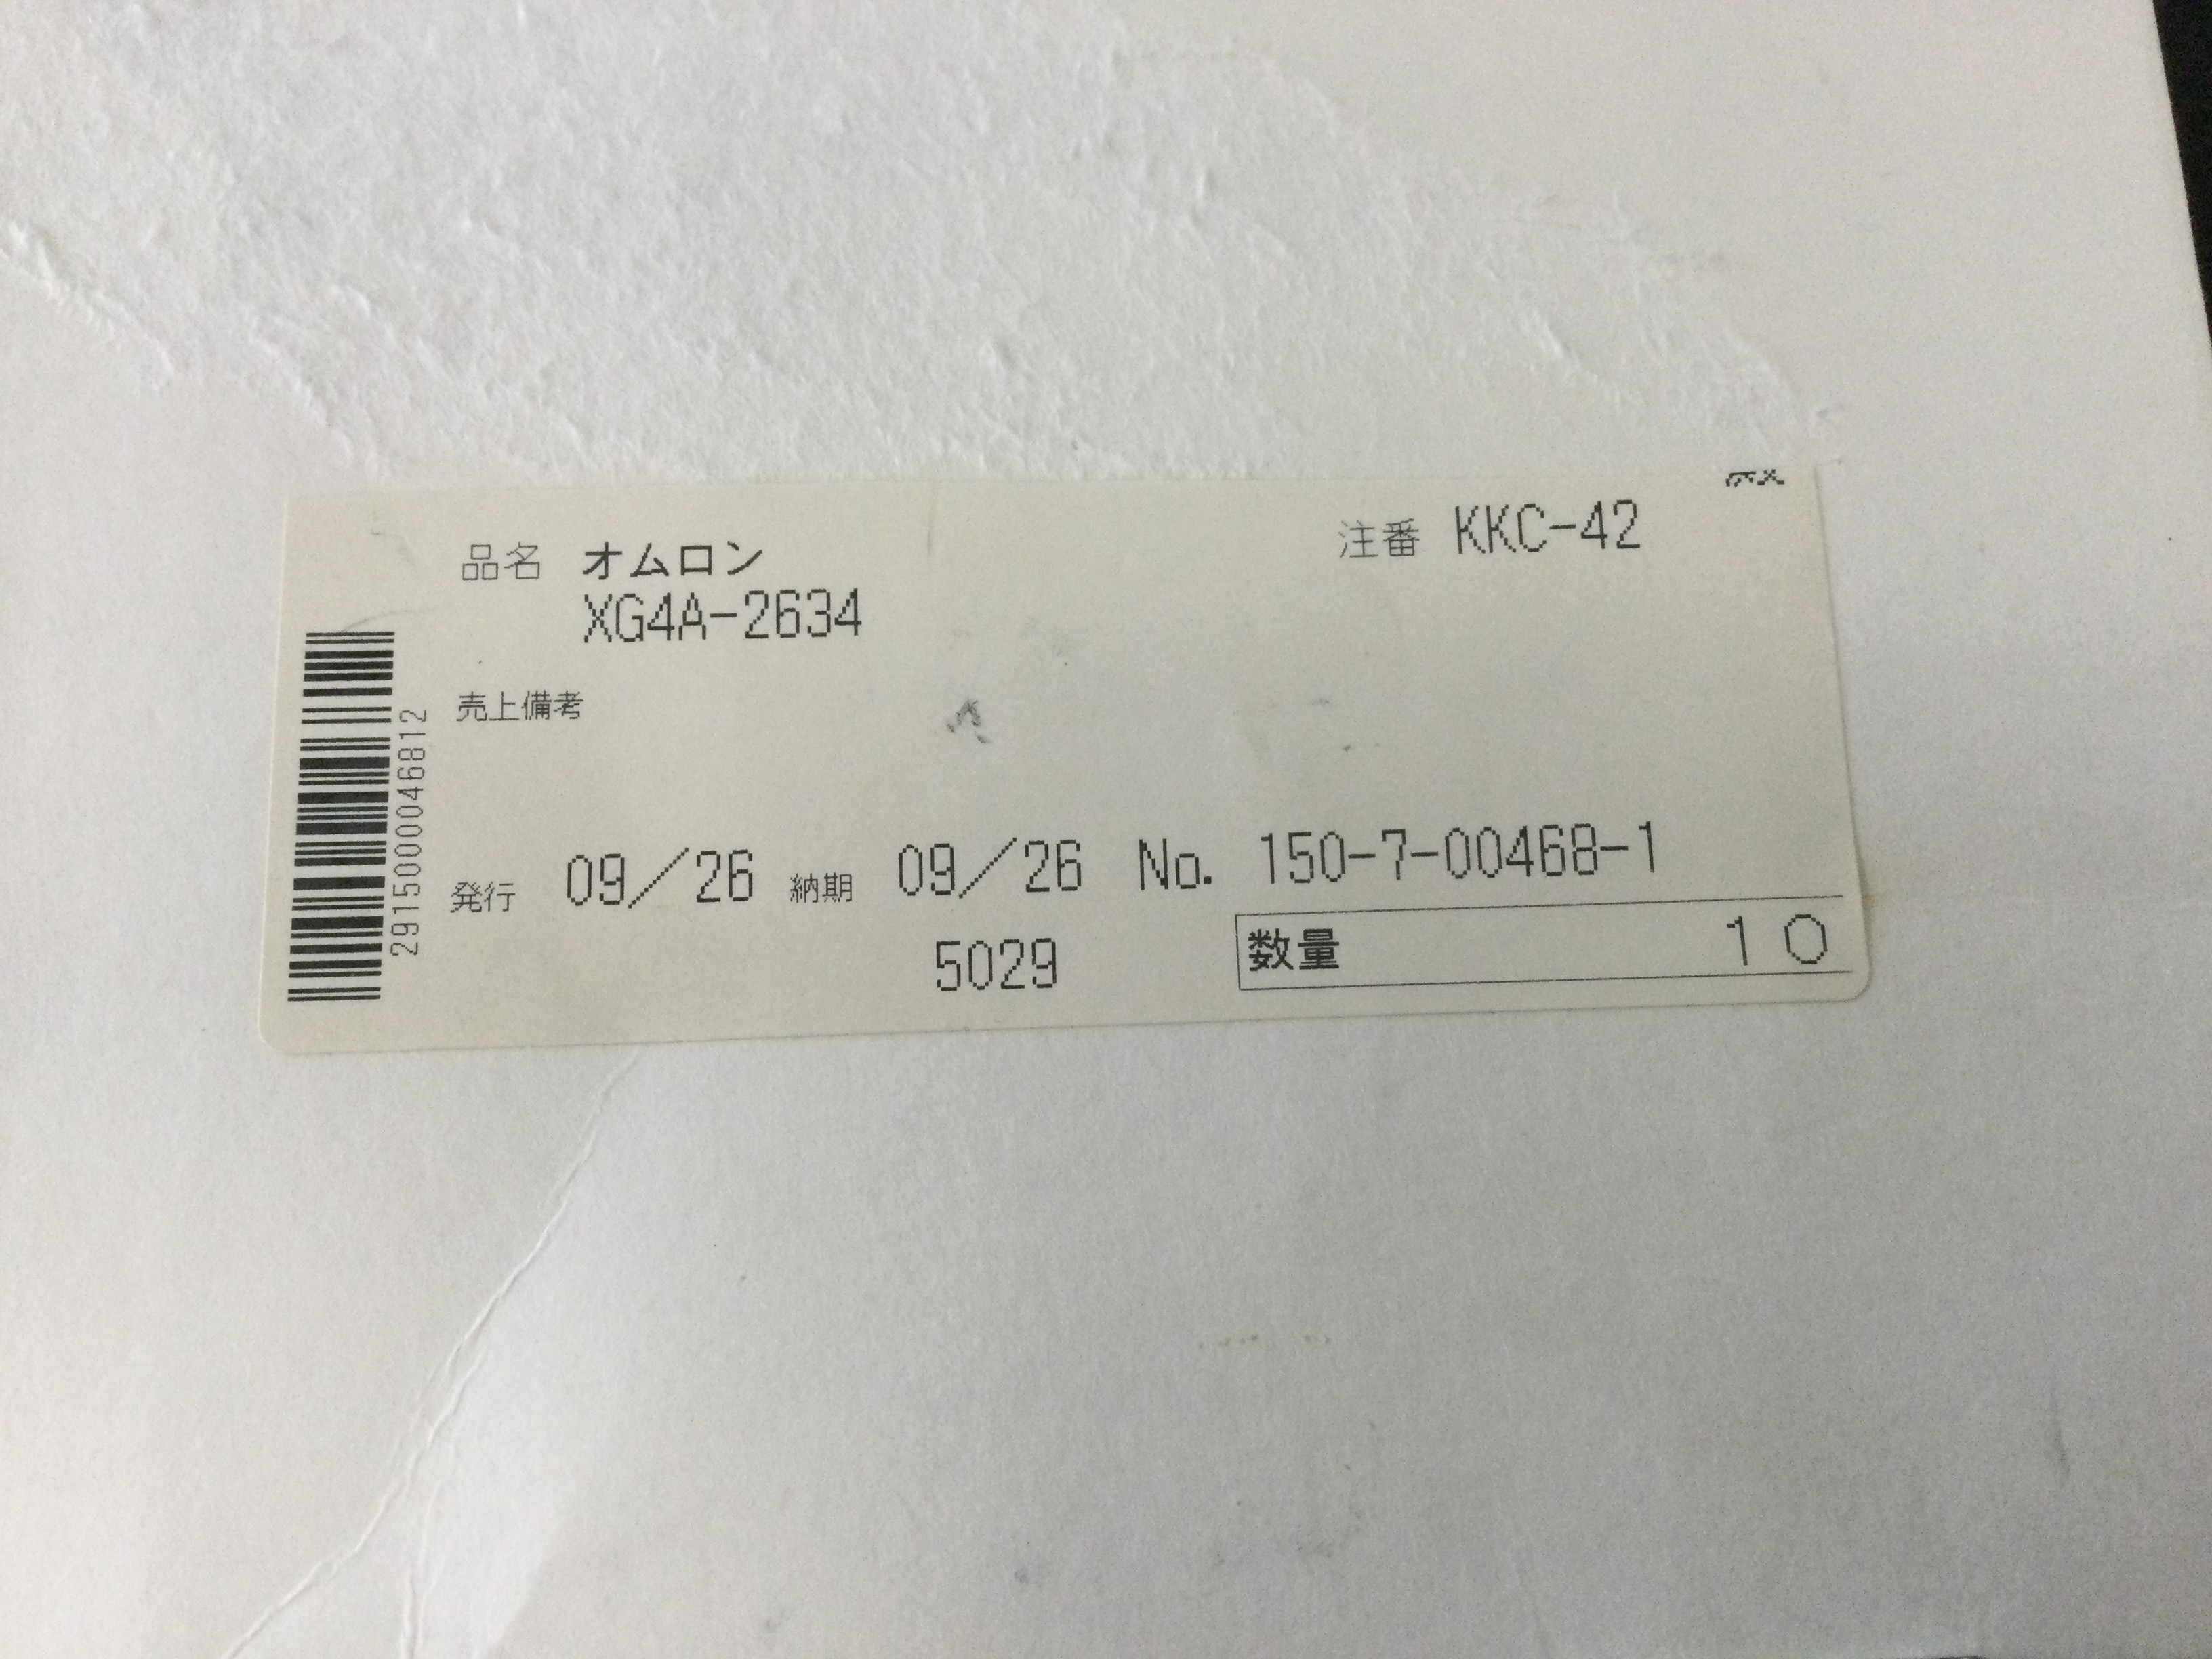 注番 KKC-42
品名 オムロン
XG4A-2634
売上備考
2915000046812
発行 09/26 納期 09/26 No. 150-7-00468-1
5029 数量 10